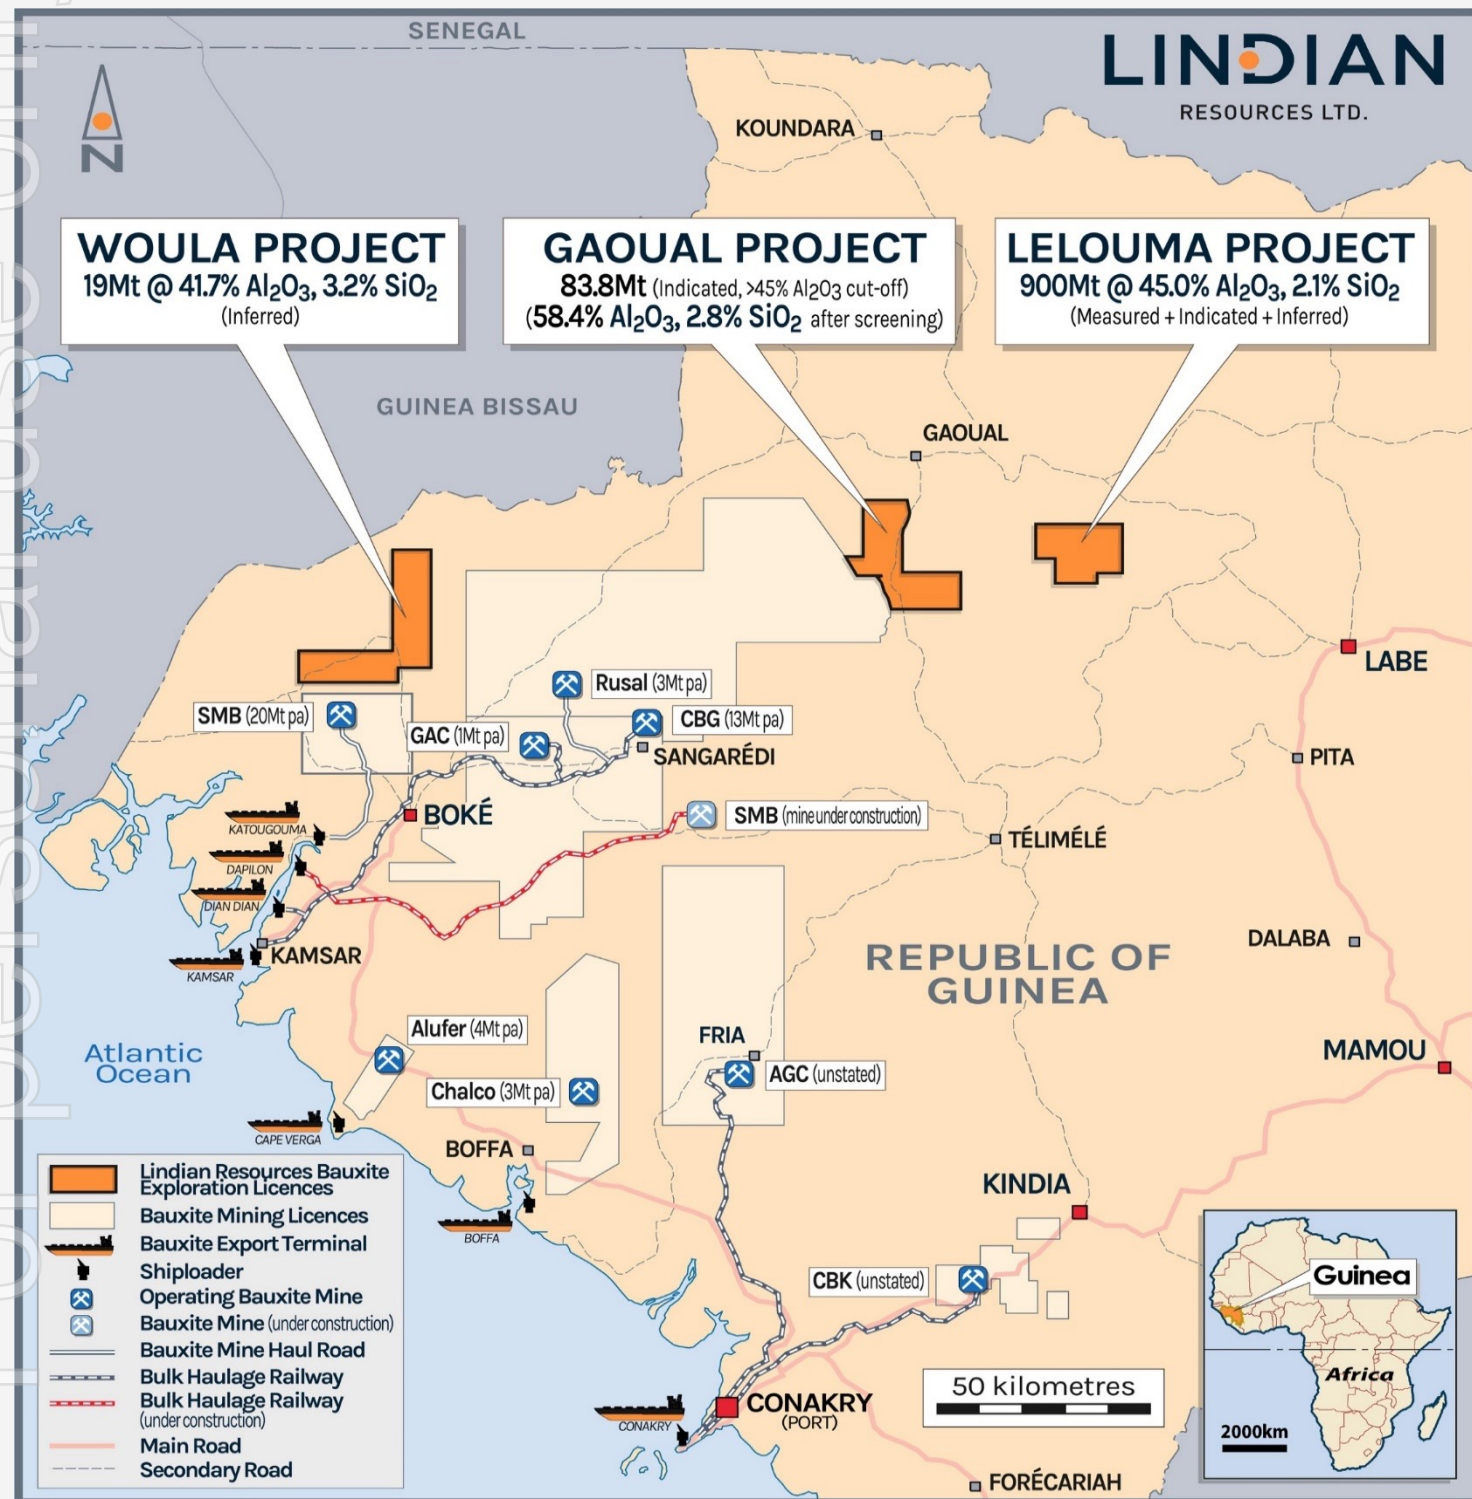 For personal use only
SENEGAL
LINDIAN
RESOURCES LTD.
N
KOUNDARA
WOULA PROJECT
19Mt @ 41.7% Al₂O₃, 3.2% SiO₂
(Inferred)
GAOUAL PROJECT
83.8Mt (Indicated, >45% Al₂O₃ cut-off)
(58.4% Al₂O₃, 2.8% SiO₂ after screening)
LELOUMA PROJECT
900Mt @ 45.0% Al₂O₃, 2.1% SiO₂
(Measured + Indicated + Inferred)
GUINEA BISSAU
GAOUAL
LABE
Rusal (3Mt pa)
SMB (20Mt pa)
GAC (1Mt pa)
CBG (13Mt pa)
SANGARÉDI
PITA
BOKÉ
SMB (mine under construction)
KATOUGOUMA
TÉLIMÉLÉ
DAPILON
DIAN DIAN
KAMSAR
KAMSAR
DALABA
REPUBLIC OF
GUINEA
Alufer (4Mt pa)
FRIA
Atlantic
Ocean
MAMOU
AGC (unstated)
Chalco (3Mt pa)
CAPE VERGA
BOFFA
KINDIA
BOFFA
CBK (unstated)
Lindian Resources Bauxite
Exploration Licences
Bauxite Mining Licences
Bauxite Export Terminal
Shiploader
Operating Bauxite Mine
Bauxite Mine (under construction)
Bauxite Mine Haul Road
Bulk Haulage Railway
Bulk Haulage Railway
(under construction)
Main Road
Secondary Road
CONAKRY
CONAKRY
(PORT)
50 kilometres
FORÉCARIAH
Guinea
Africa
2000km